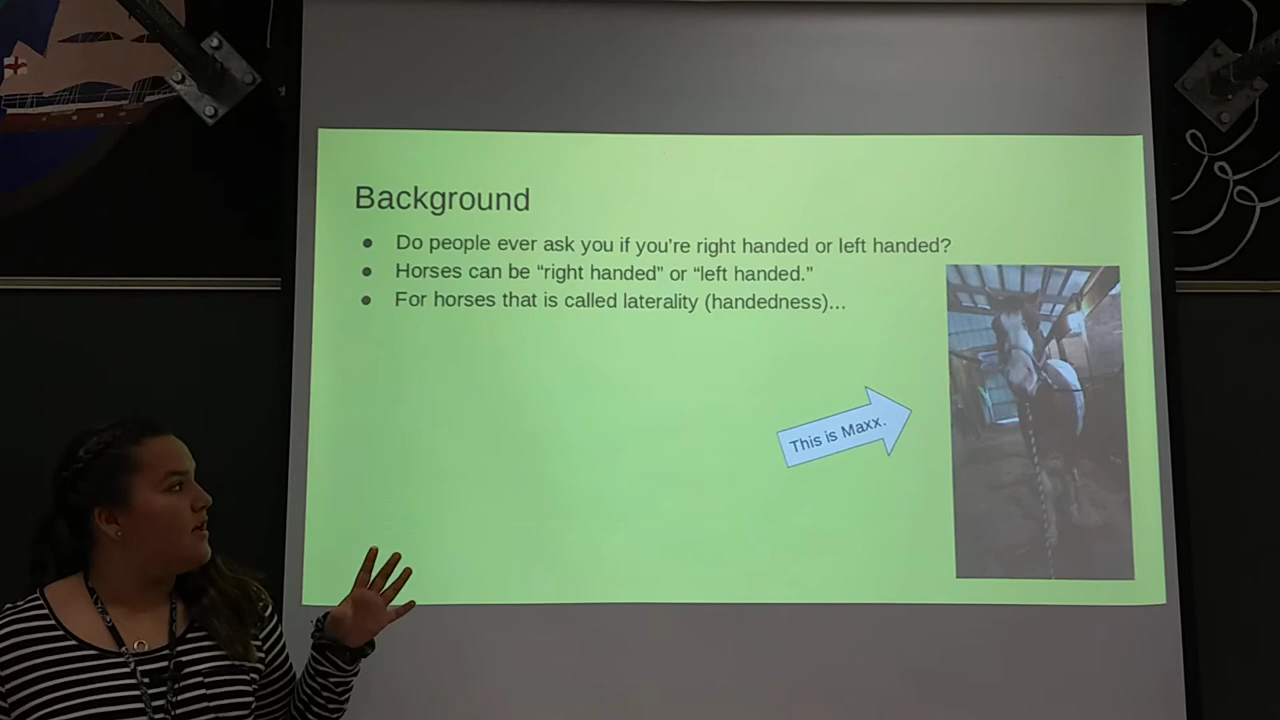 Background
● Do people ever ask you if you're right handed or left handed?
● Horses can be “right handed” or “left handed.”
● For horses that is called laterality (handedness)...
This is Maxx.